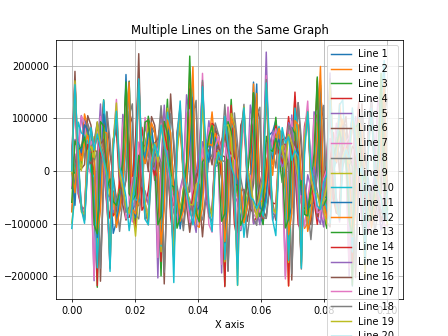 Multiple Lines on the Same Graph
200000
100000
0
−100000
−200000
0.00
0.02
0.04
0.06
X axis
Line 1
Line 2
Line 3
Line 4
Line 5
Line 6
Line 7
Line 8
Line 9
Line 10
Line 11
Line 12
Line 13
Line 14
Line 15
Line 16
Line 17
Line 18
Line 19
Line 20